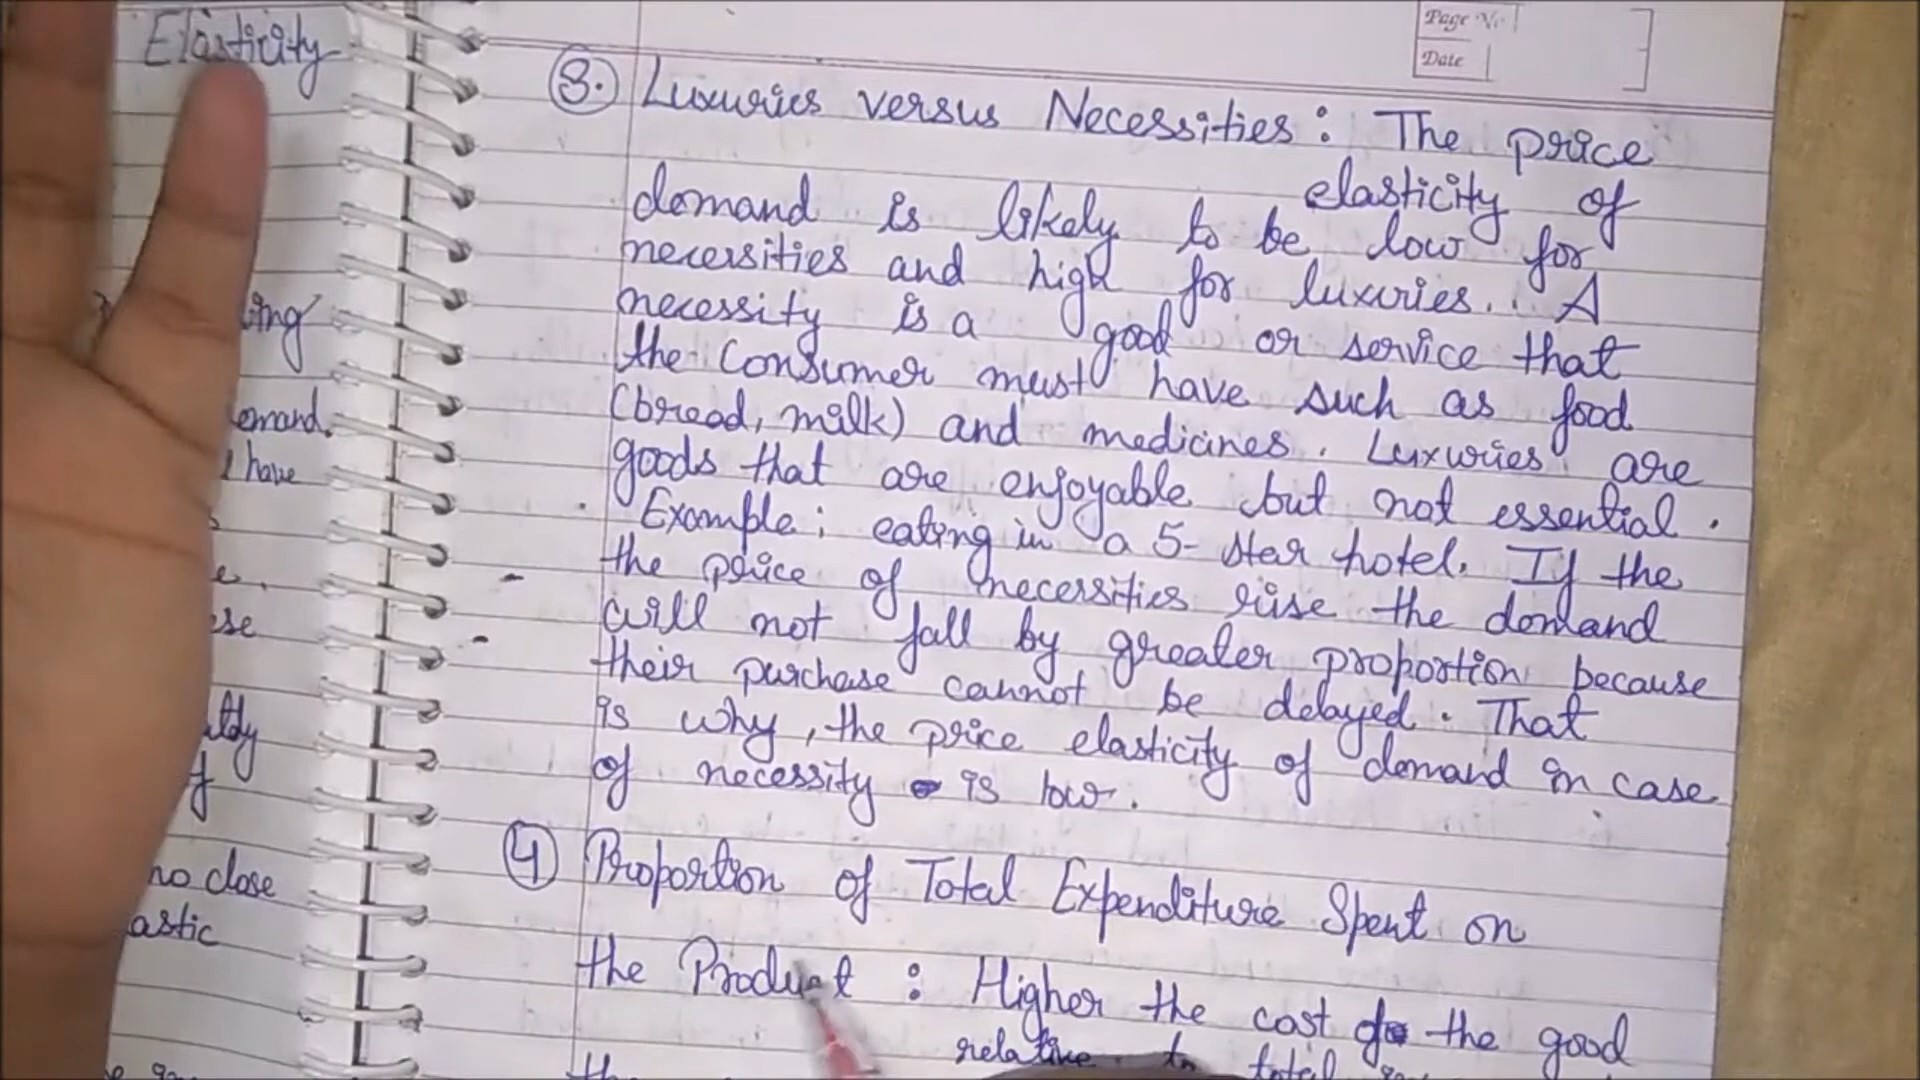 Elasticity
emand.
have
no close
astic
Page No.
Date
3. Luxuries versus Necessities : The price
elasticity of
demand is likely to be low for
necessities and high for luxuries. A
necessity is a good or service that
the consumer must have such as food
(bread, milk) and medicines. Luxuries are
goods that are enjoyable but not essential.
Example : eating in a 5-star hotel. If the
the price of necessities rise the demand
will not fall by greater proportion because
their purchase cannot be delayed. That
is why, the price elasticity of demand in case
of necessity is low.
4 Proportion of Total Expenditure Spent on
the Product : Higher the cost of the good
relative to total